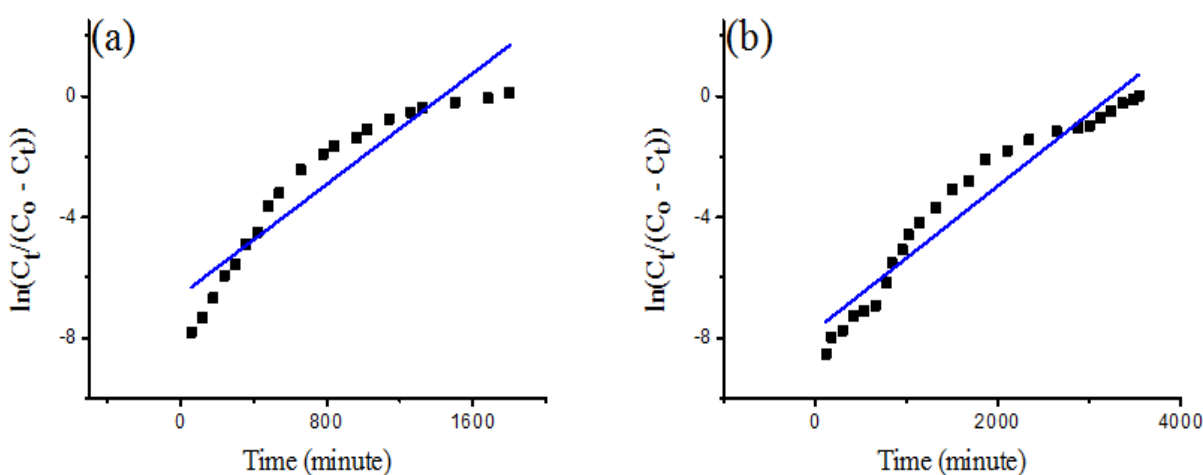 (a)
ln(Ct/(Co - Ct))
0
-4
-8
0
800
1600
Time (minute)
(b)
ln(Ct/(Co - Ct))
0
-4
-8
0
2000
4000
Time (minute)